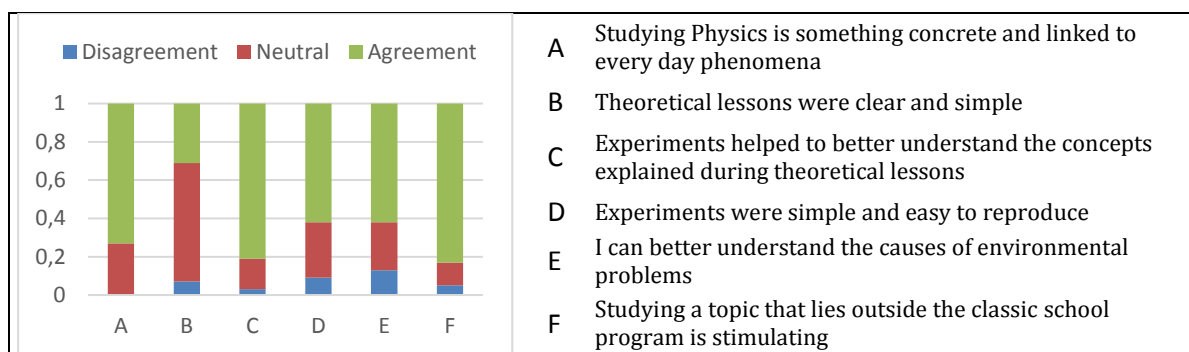 Disagreement Neutral Agreement
1
0,8
0,6
0,4
0,2
0
A B C D E F
A Studying Physics is something concrete and linked to
every day phenomena
B Theoretical lessons were clear and simple
C Experiments helped to better understand the concepts
explained during theoretical lessons
D Experiments were simple and easy to reproduce
E I can better understand the causes of environmental
problems
F Studying a topic that lies outside the classic school
program is stimulating